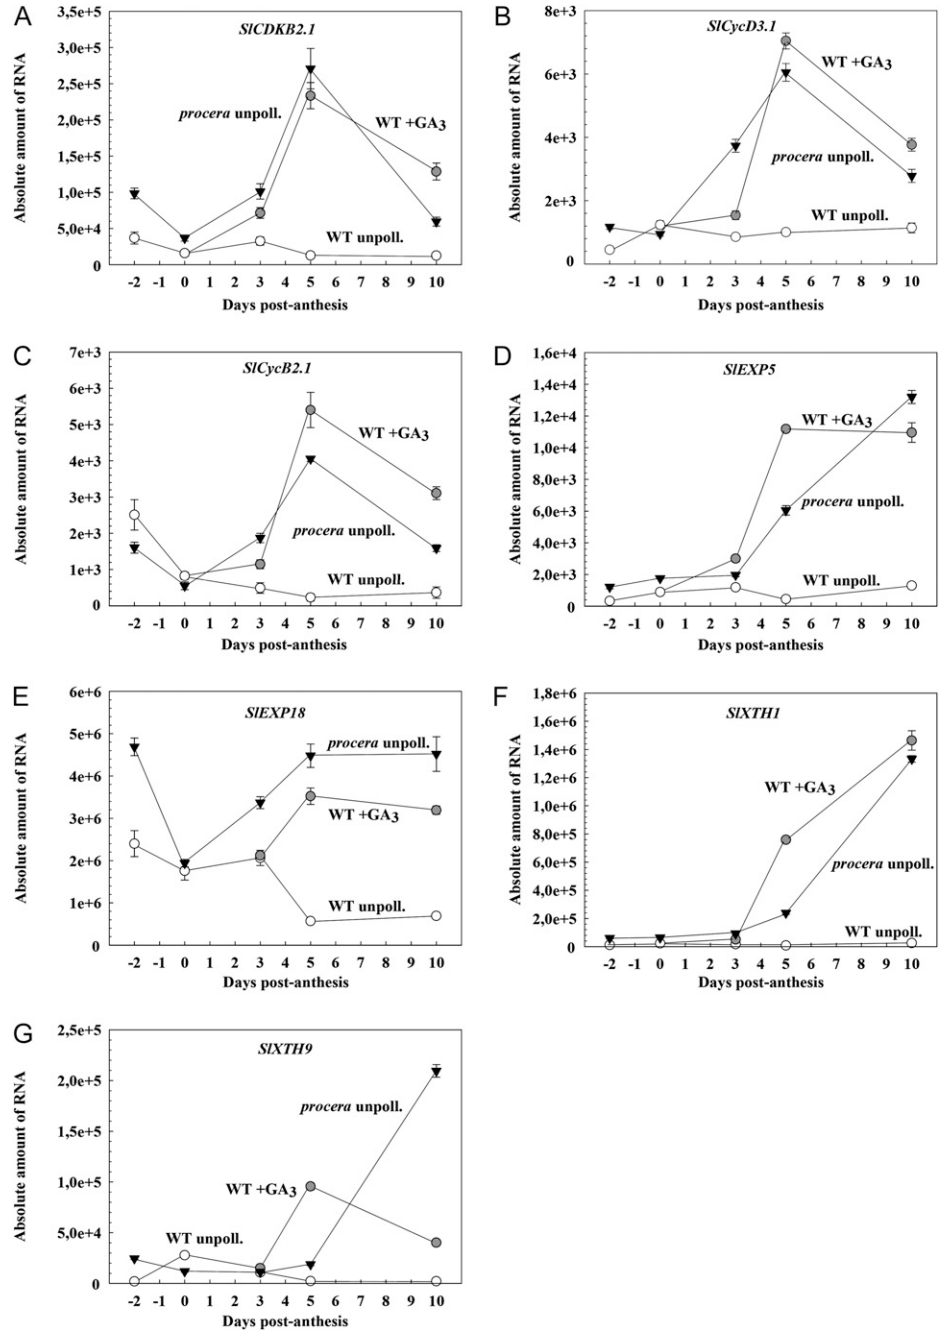 A
SlCDKB2.1
Absolute amount of RNA
3,5e+5
3,0e+5
2,5e+5
2,0e+5
1,5e+5
1,0e+5
5,0e+4
0
procera unpoll.
WT +GA3
WT unpoll.
-2 -1 0 1 2 3 4 5 6 7 8 9 10
Days post-anthesis
B
SlCycD3.1
Absolute amount of RNA
8e+3
6e+3
4e+3
2e+3
0
WT +GA3
procera unpoll.
WT unpoll.
-2 -1 0 1 2 3 4 5 6 7 8 9 10
Days post-anthesis
C
SlCycB2.1
Absolute amount of RNA
7e+3
6e+3
5e+3
4e+3
3e+3
2e+3
1e+3
0
WT +GA3
procera unpoll.
WT unpoll.
-2 -1 0 1 2 3 4 5 6 7 8 9 10
Days post-anthesis
D
SlEXP5
Absolute amount of RNA
1,6e+4
1,4e+4
1,2e+4
1,0e+4
8,0e+3
6,0e+3
4,0e+3
2,0e+3
0
WT +GA3
procera unpoll.
WT unpoll.
-2 -1 0 1 2 3 4 5 6 7 8 9 10
Days post-anthesis
E
SlEXP18
Absolute amount of RNA
6e+6
5e+6
4e+6
3e+6
2e+6
1e+6
0
procera unpoll.
WT +GA3
WT unpoll.
-2 -1 0 1 2 3 4 5 6 7 8 9 10
Days post-anthesis
F
SlXTH1
Absolute amount of RNA
1,8e+6
1,6e+6
1,4e+6
1,2e+6
1,0e+6
8,0e+5
6,0e+5
4,0e+5
2,0e+5
0
WT +GA3
procera unpoll.
WT unpoll.
-2 -1 0 1 2 3 4 5 6 7 8 9 10
Days post-anthesis
G
SlXTH9
Absolute amount of RNA
2,5e+5
2,0e+5
1,5e+5
1,0e+5
5,0e+4
0
procera unpoll.
WT +GA3
WT unpoll.
-2 -1 0 1 2 3 4 5 6 7 8 9 10
Days post-anthesis